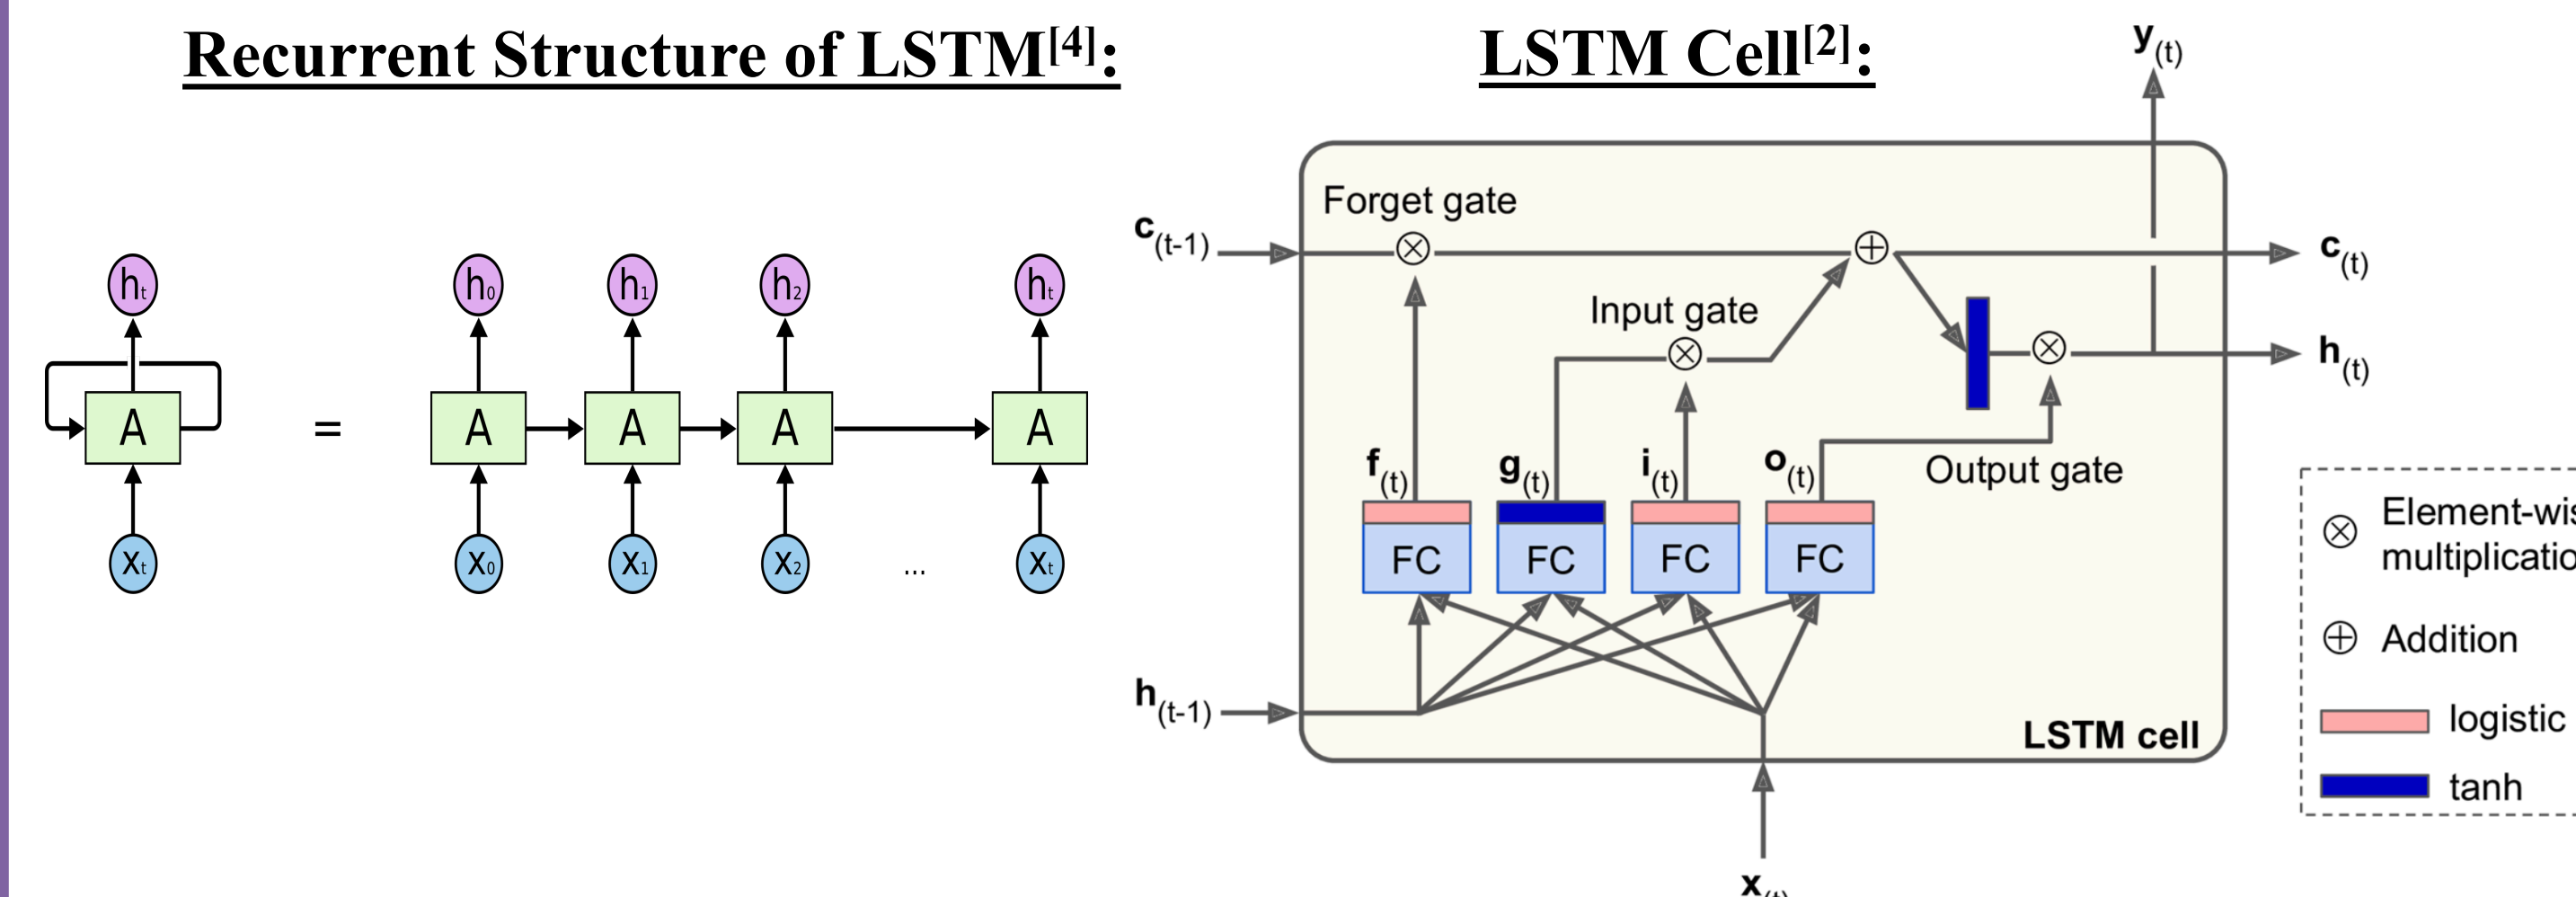 Recurrent Structure of LSTM[4]:
LSTM Cell[2]:
y(t)
Forget gate
c(t-1)
c(t)
ht
h0
h1
h2
ht
Input gate
h(t)
A
=
A
A
A
A
f(t)
g(t)
i(t)
o(t)
Output gate
xt
x0
x1
x2
...
xt
FC
FC
FC
FC
h(t-1)
LSTM cell
x(t)
Element-wis
multiplicatio
Addition
logistic
tanh